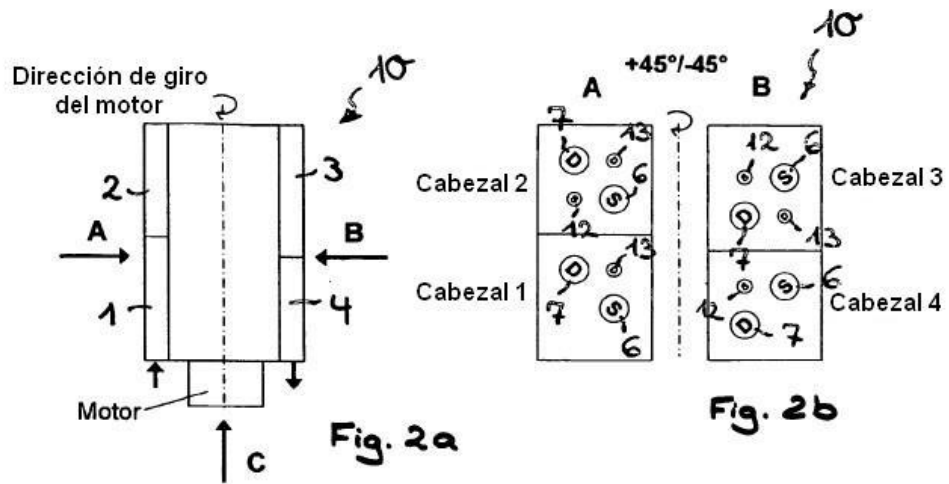 10
Dirección de giro
del motor
2
3
A
B
1
4
Motor
C
Fig. 2a
10
+45°/-45°
A
B
7
13
12
6
Cabezal 2
D
6
S
Cabezal 3
12
S
D
13
13
7
Cabezal 1
D
S
6
Cabezal 4
7
S
12
D
7
6
Fig. 2b